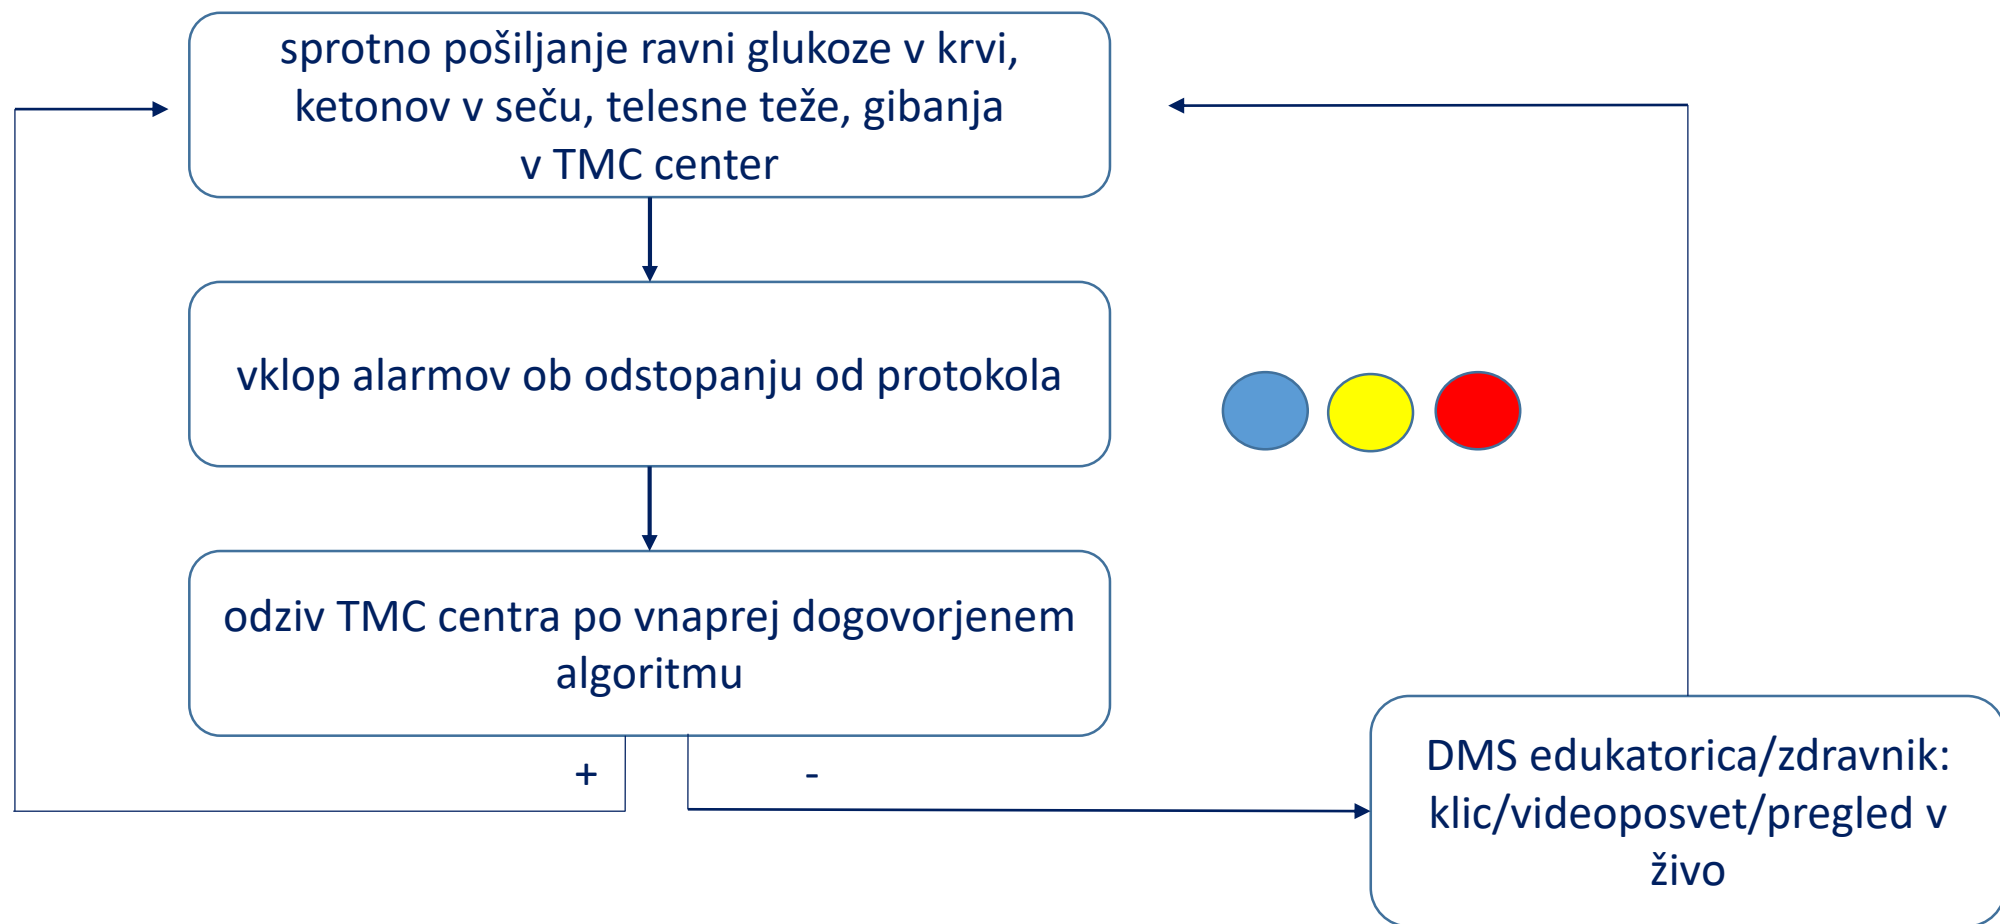 sprotno pošiljanje ravni glukoze v krvi,
ketonov v seču, telesne teže, gibanja
v TMC center
vklop alarmov ob odstopanju od protokola
odziv TMC centra po vnaprej dogovorjenem
algoritmu
+
-
DMS edukatorica/zdravnik:
klic/videoposvet/pregled v
živo